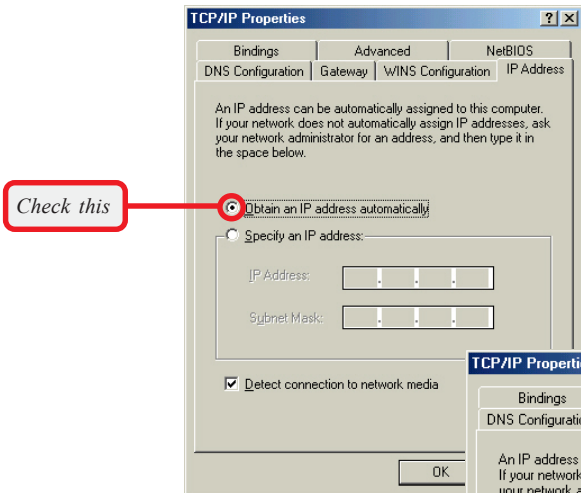 TCP/IP Properties
Bindings Advanced NetBIOS
DNS Configuration Gateway WINS Configuration IP Address
An IP address can be automatically assigned to this computer.
If your network does not automatically assign IP addresses, ask
your network administrator for an address, and then type it in
the space below.
Check this
Obtain an IP address automatically
Specify an IP address:
IP Address:
. . .
Subnet Mask:
. . .
Detect connection to network media
OK
TCP/IP Properti
Bindings
DNS Configurati
An IP address
If your network
your network a